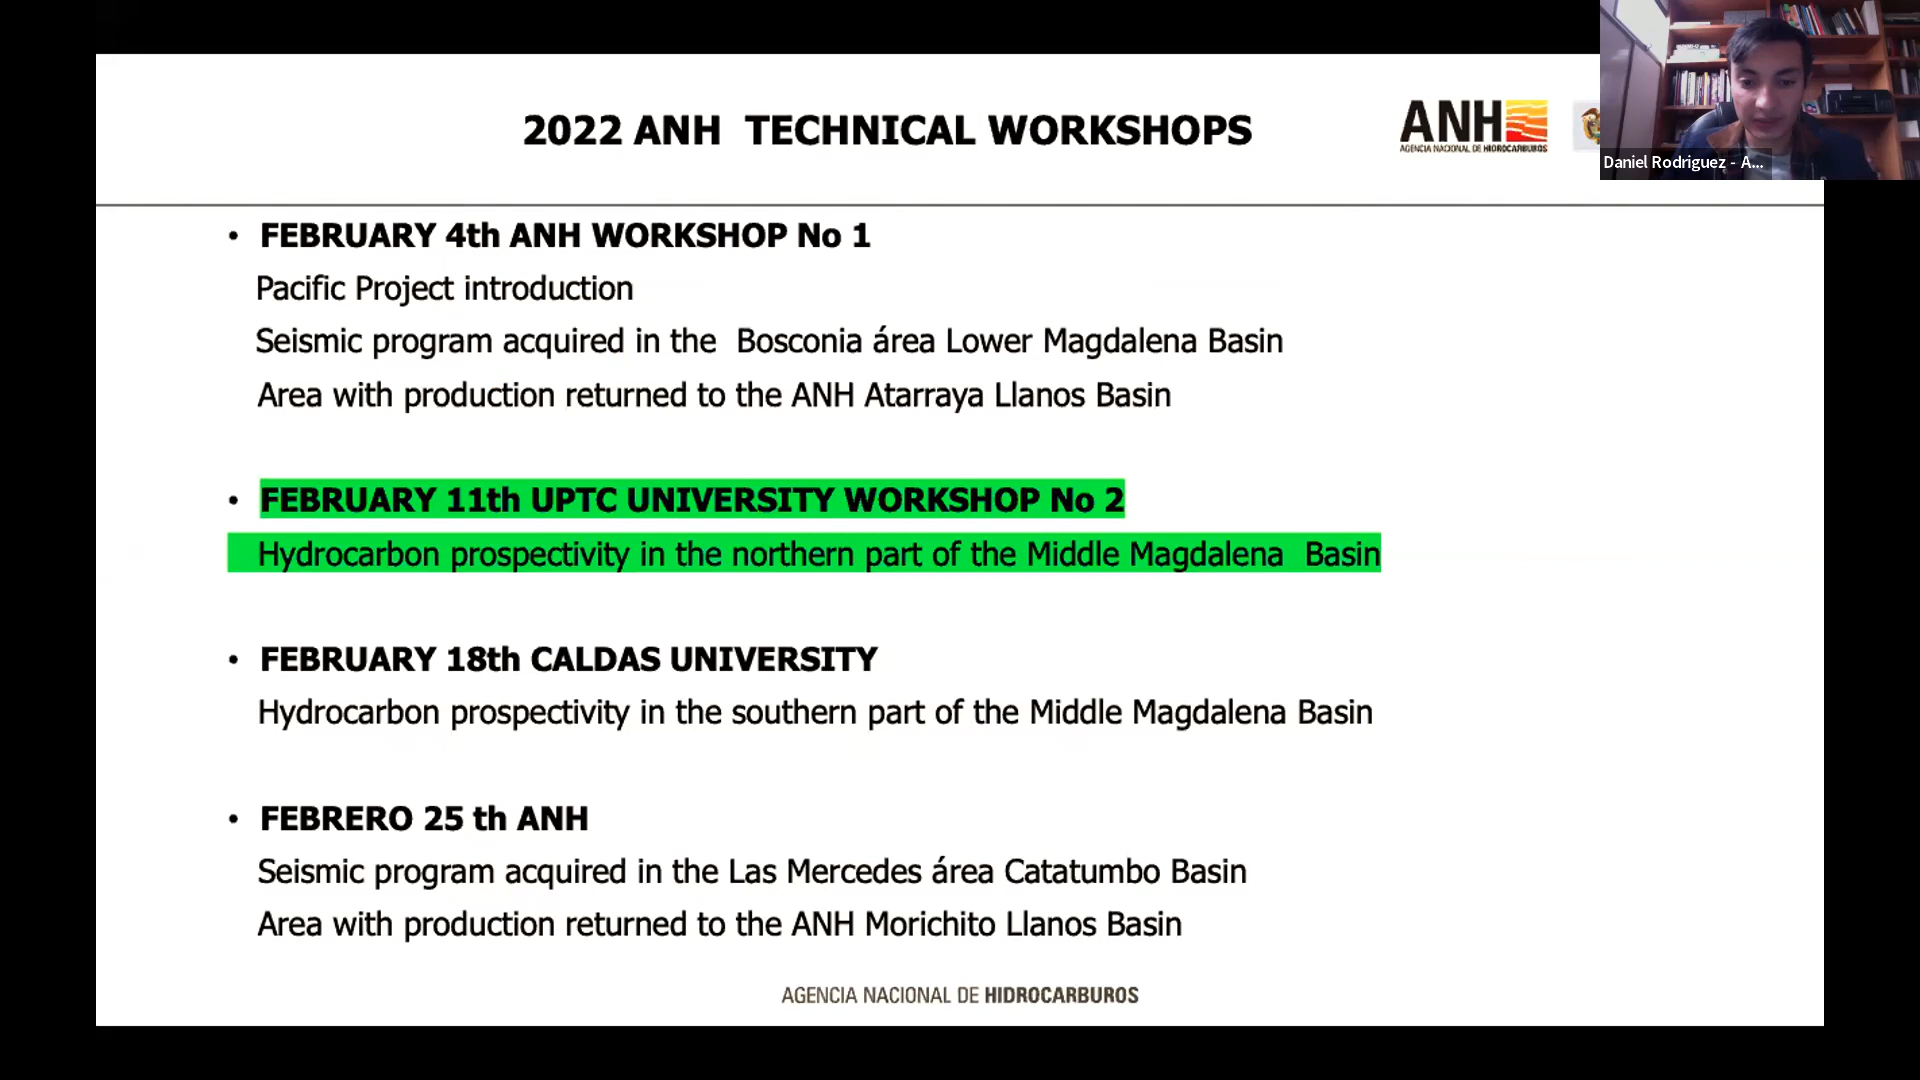 2022 ANH TECHNICAL WORKSHOPS
ANH
AGENCIA NACIONAL DE HIDROCARBUROS
Daniel Rodriguez - A...
• FEBRUARY 4th ANH WORKSHOP No 1
Pacific Project introduction
Seismic program acquired in the Bosconia área Lower Magdalena Basin
Area with production returned to the ANH Atarraya Llanos Basin
• FEBRUARY 11th UPTC UNIVERSITY WORKSHOP No 2
Hydrocarbon prospectivity in the northern part of the Middle Magdalena Basin
• FEBRUARY 18th CALDAS UNIVERSITY
Hydrocarbon prospectivity in the southern part of the Middle Magdalena Basin
• FEBRERO 25 th ANH
Seismic program acquired in the Las Mercedes área Catatumbo Basin
Area with production returned to the ANH Morichito Llanos Basin
AGENCIA NACIONAL DE HIDROCARBUROS